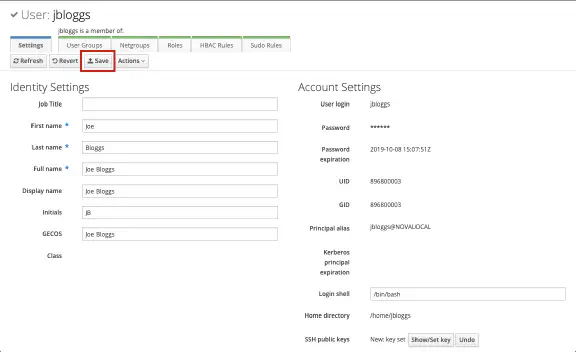 User: jbloggs
jbloggs is a member of:
Settings User Groups Netgroups Roles HBAC Rules Sudo Rules
Refresh Revert Save Actions
Identity Settings
Job Title
First name * Joe
Last name * Bloggs
Full name * Joe Bloggs
Display name Joe Bloggs
Initials JB
GECOS Joe Bloggs
Class
Account Settings
User login jbloggs
Password ******
Password expiration 2019-10-08 15:07:51Z
UID 896800003
GID 896800003
Principal alias jbloggs@NOVALOCAL
Kerberos
principal
expiration
Login shell /bin/bash
Home directory /home/jbloggs
SSH public keys New: key set Show/Set key Undo